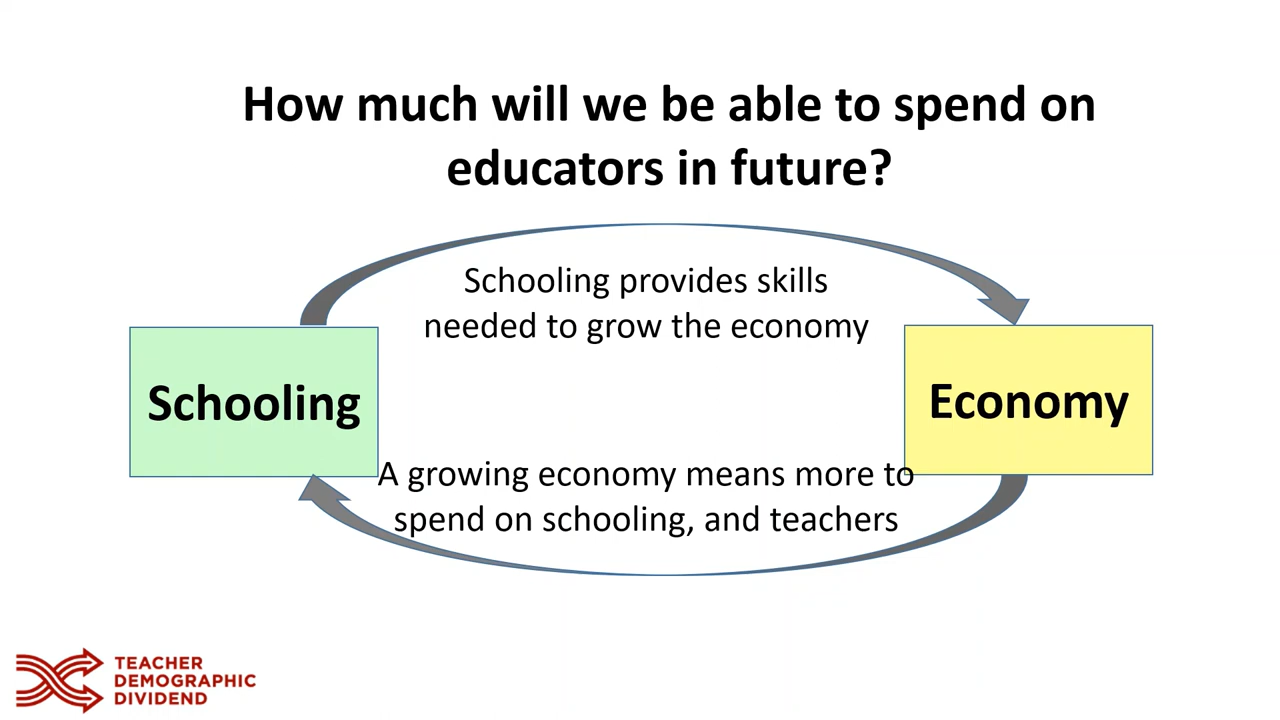 How much will we be able to spend on
educators in future?
Schooling provides skills
needed to grow the economy
Schooling
Economy
A growing economy means more to
spend on schooling, and teachers
TEACHER
DEMOGRAPHIC
DIVIDEND